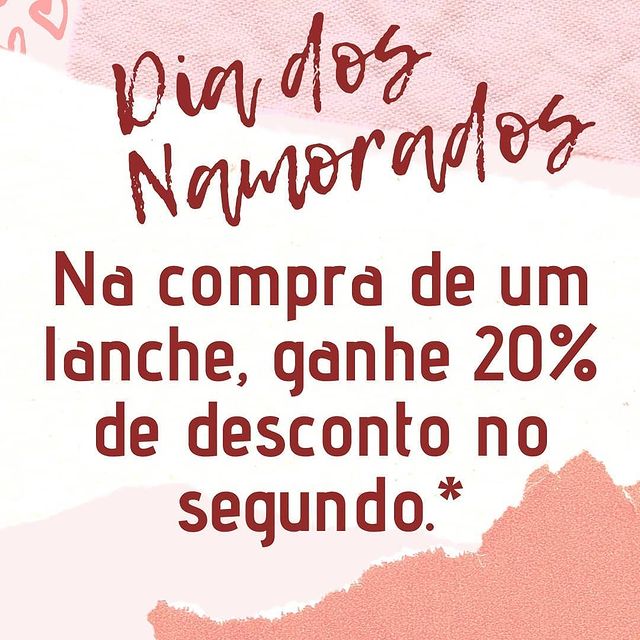 Dia dos
Namorados
Na compra de um
lanche, ganhe 20%
de desconto no
segundo.*